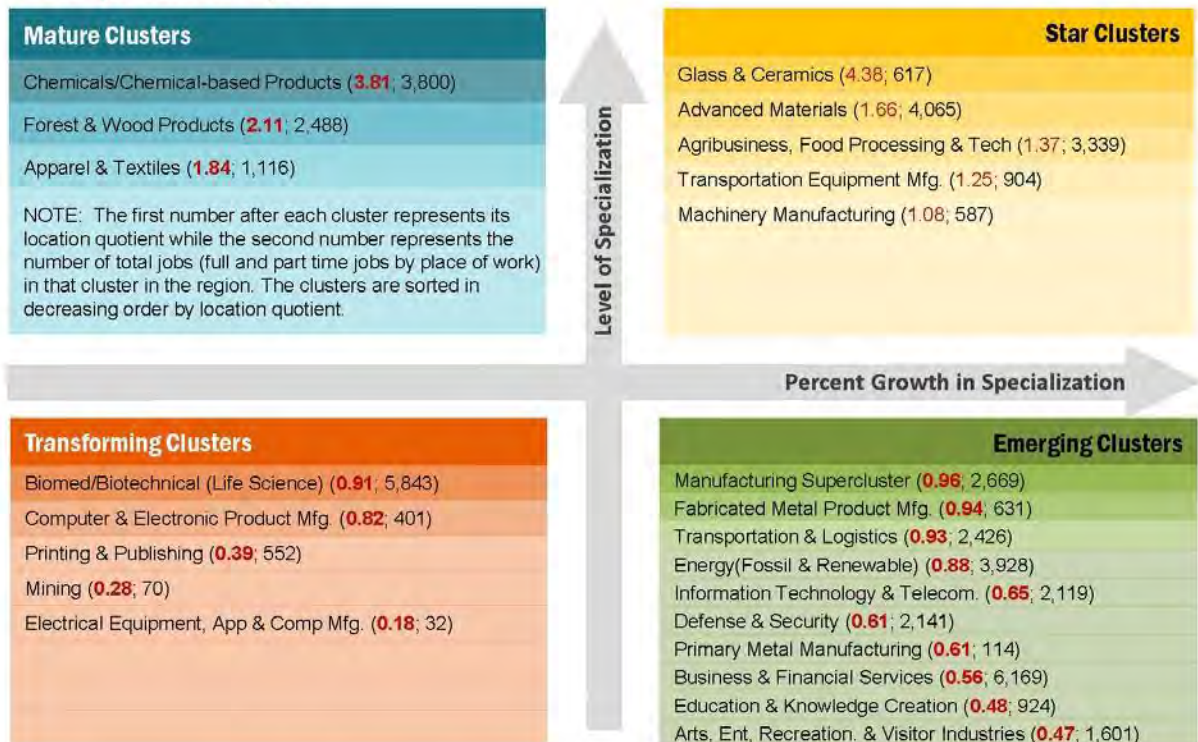 Mature Clusters
Chemicals/Chemical-based Products (3.81; 3,800)
Forest & Wood Products (2.11; 2,488)
Apparel & Textiles (1.84; 1,116)
NOTE: The first number after each cluster represents its
location quotient while the second number represents the
number of total jobs (full and part time jobs by place of work)
in that cluster in the region. The clusters are sorted in
decreasing order by location quotient.
Level of Specialization
Star Clusters
Glass & Ceramics (4.38; 617)
Advanced Materials (1.66; 4,065)
Agribusiness, Food Processing & Tech (1.37; 3,339)
Transportation Equipment Mfg. (1.25; 904)
Machinery Manufacturing (1.08; 587)
Percent Growth in Specialization
Transforming Clusters
Biomed/Biotechnical (Life Science) (0.91; 5,843)
Computer & Electronic Product Mfg. (0.82; 401)
Printing & Publishing (0.39; 552)
Mining (0.28; 70)
Electrical Equipment, App & Comp Mfg. (0.18; 32)
Emerging Clusters
Manufacturing Supercluster (0.96; 2,669)
Fabricated Metal Product Mfg. (0.94; 631)
Transportation & Logistics (0.93; 2,426)
Energy(Fossil & Renewable) (0.88; 3,928)
Information Technology & Telecom. (0.65; 2,119)
Defense & Security (0.61; 2,141)
Primary Metal Manufacturing (0.61; 114)
Business & Financial Services (0.56; 6,169)
Education & Knowledge Creation (0.48; 924)
Arts, Ent, Recreation. & Visitor Industries (0.47; 1,601)